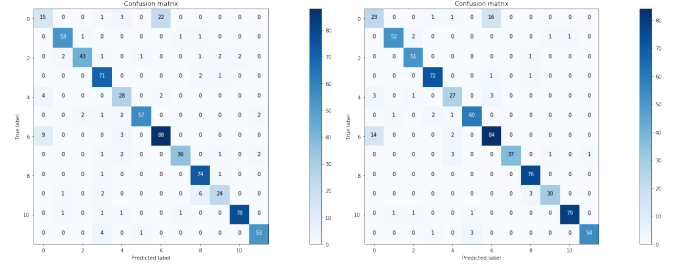 Confusion matrix
0 15 0 0 1 3 0 22 0 0 0 0 0
0 53 1 0 0 0 0 1 1 0 0 0
2 0 2 43 1 0 1 0 0 1 2 2 0
0 0 0 71 0 0 0 0 2 1 0 0
4 4 0 0 0 28 0 2 0 0 0 0 0
0 0 2 1 2 57 0 0 0 0 0 2
6 9 0 0 0 3 0 88 0 0 0 0 0
0 0 0 1 2 0 0 36 0 1 0 2
8 0 0 0 0 0 0 0 0 74 1 0 0
0 1 0 2 0 0 0 0 6 24 0 0
10 0 1 0 1 1 0 0 0 0 0 78 0
0 0 0 4 0 1 0 0 0 0 0 53
0 2 4 6 8 10
True label
Predicted label
80
70
60
50
40
30
20
10
0
Confusion matrix
0 23 0 0 1 1 0 16 0 0 0 0 0
0 52 2 0 0 0 0 0 0 1 1 0
2 0 0 51 0 0 0 0 0 0 0 0 0
0 0 0 72 0 0 1 0 1 0 0 0
4 3 0 1 0 27 0 3 0 0 0 0 0
0 1 0 2 1 60 0 0 0 0 0 0
6 14 0 0 0 2 0 84 0 0 0 0 0
0 0 0 0 3 0 0 37 0 1 0 1
8 0 0 0 0 0 0 0 0 76 0 0 0
0 0 0 0 0 0 0 0 3 30 0 0
10 0 1 1 0 0 1 0 0 0 0 79 0
0 0 0 1 0 3 0 0 0 0 0 54
0 2 4 6 8 10
True label
Predicted label
80
70
60
50
40
30
20
10
0